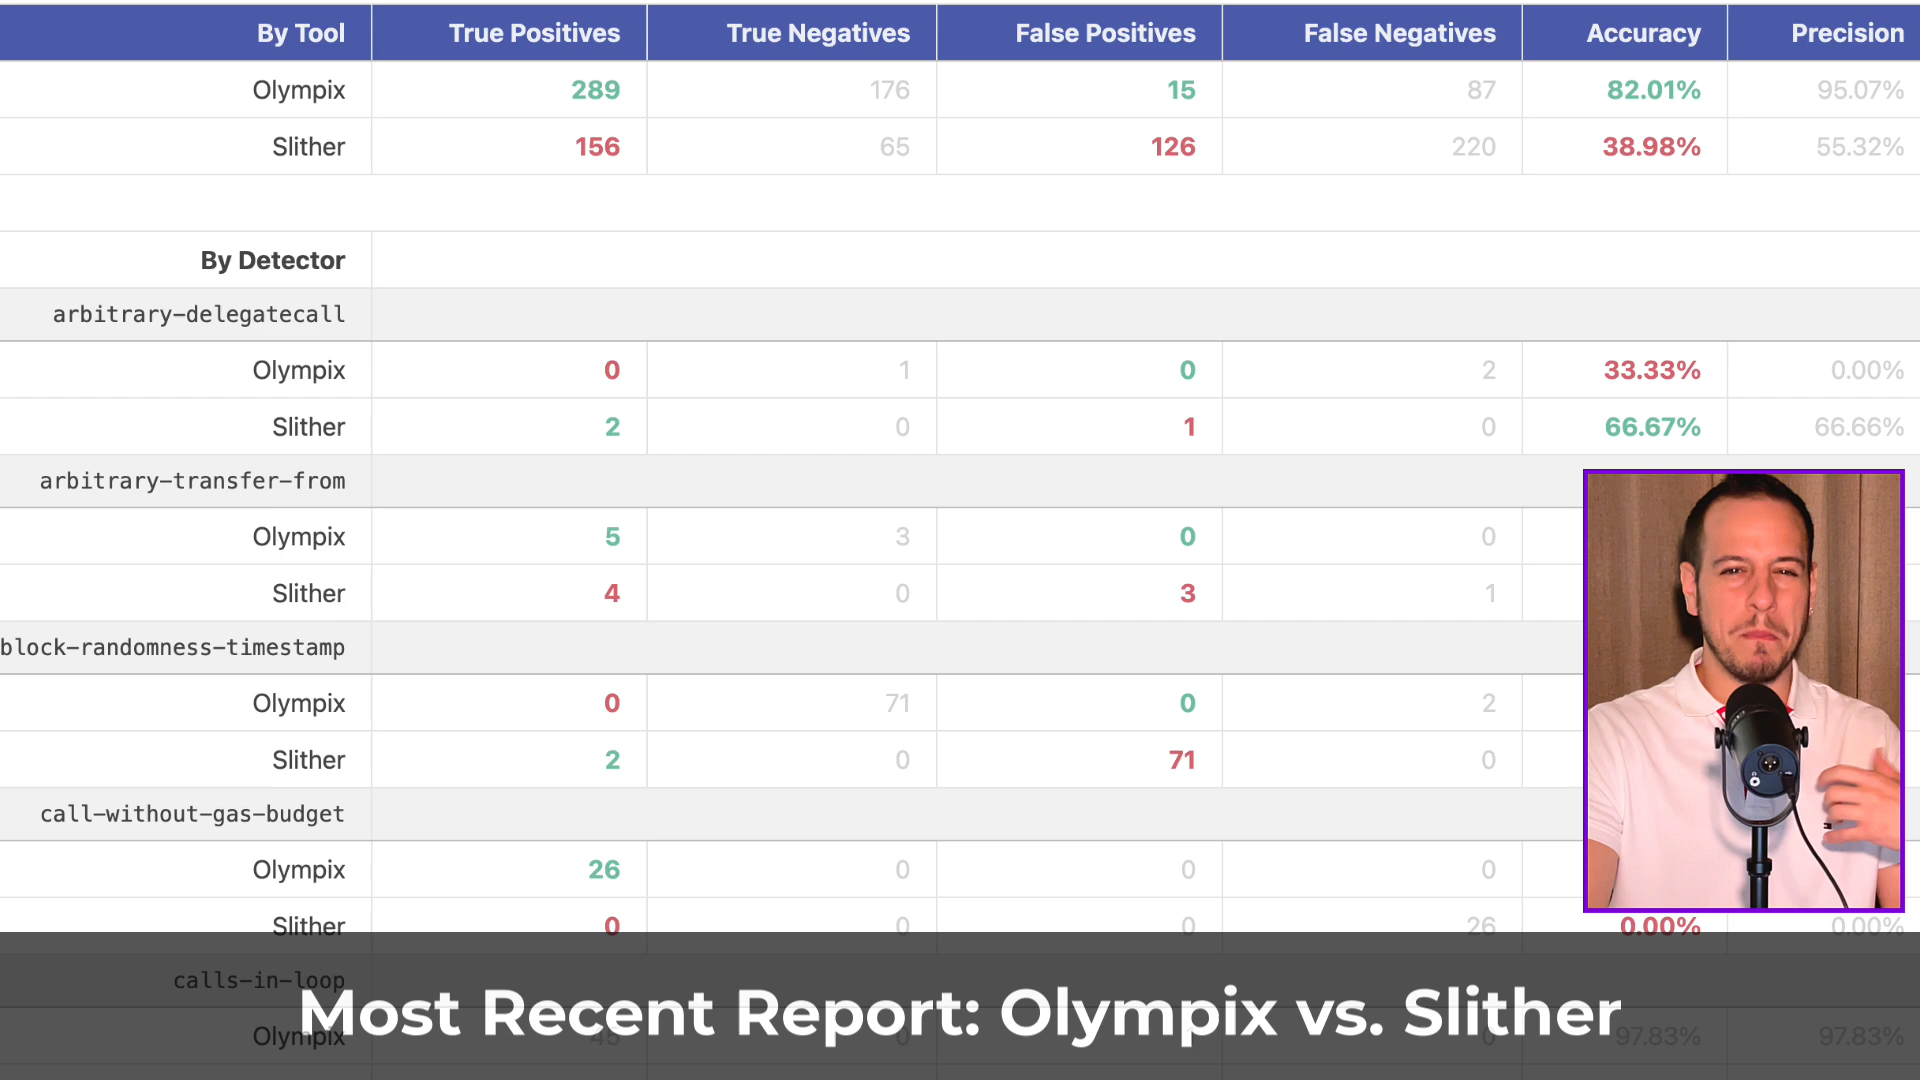 By Tool True Positives True Negatives False Positives False Negatives Accuracy Precision
Olympix 289 176 15 87 82.01% 95.07%
Slither 156 65 126 220 38.98% 55.32%
By Detector
arbitrary-delegatecall
Olympix 0 1 0 2 33.33% 0.00%
Slither 2 0 1 0 66.67% 66.66%
arbitrary-transfer-from
Olympix 5 3 0 0
Slither 4 0 3 1
block-randomness-timestamp
Olympix 0 71 0 2
Slither 2 0 71 0
call-without-gas-budget
Olympix 26 0 0 0
Slither 0 0 0 26 0.00% 0.00%
calls-in-loop
Most Recent Report: Olympix vs. Slither
Olympix 45 0 0 97.83% 97.83%